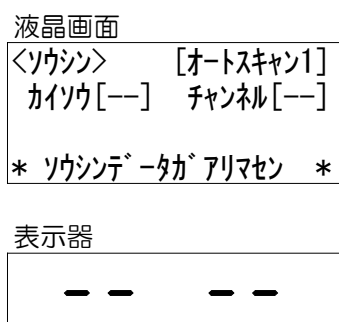 液晶画面
<ソウシン> [オートスキャン1]
カイソウ[--] チャンネル[--]
* ソウシンデータガアリマセン *
表示器
-- --